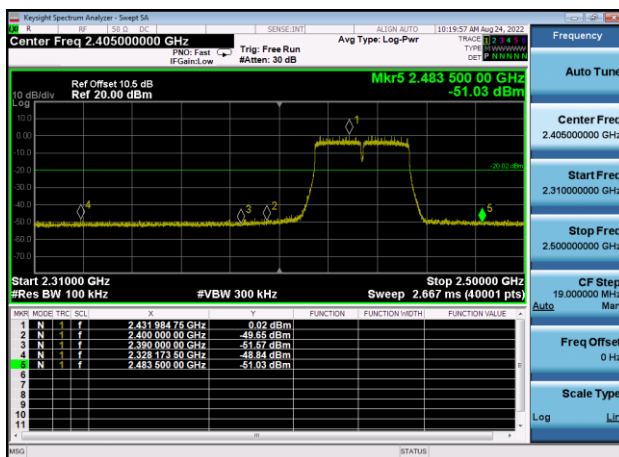 Keysight Spectrum Analyzer - Swept SA
R RF 50 Ω DC SENSE:INT ALIGN AUTO 10:19:57 AM Aug 24, 2022
Center Freq 2.405000000 GHz
PNO: Fast
IFGain:Low
Trig: Free Run
#Atten: 30 dB
Avg Type: Log-Pwr
TRACE 1 2 3 4 5 6
TYPE M W W W W W
DET P N N N N N
Frequency
Mkr5 2.483 500 00 GHz
-51.03 dBm
Ref Offset 10.5 dB
Ref 20.00 dBm
10 dB/div
Log
10.0
0.00
-10.0
-20.0
-30.0
-40.0
-50.0
-60.0
-70.0
1
-20.02 dBm
4
3
2
5
Start 2.31000 GHz
Stop 2.50000 GHz
#Res BW 100 kHz
#VBW 300 kHz
Sweep 2.667 ms (40001 pts)
MKR MODE TRC SCL X Y FUNCTION FUNCTION WIDTH FUNCTION VALUE
1 N 1 f 2.431 984 75 GHz 0.02 dBm
2 N 1 f 2.400 000 00 GHz -49.65 dBm
3 N 1 f 2.390 000 00 GHz -51.57 dBm
4 N 1 f 2.328 173 50 GHz -48.84 dBm
5 N 1 f 2.483 500 00 GHz -51.03 dBm
6
7
8
9
10
11
MSG
STATUS
Auto Tune
Center Freq
2.405000000 GHz
Start Freq
2.310000000 GHz
Stop Freq
2.500000000 GHz
CF Step
19.000000 MHz
Auto Man
Freq Offset
0 Hz
Scale Type
Log Lin